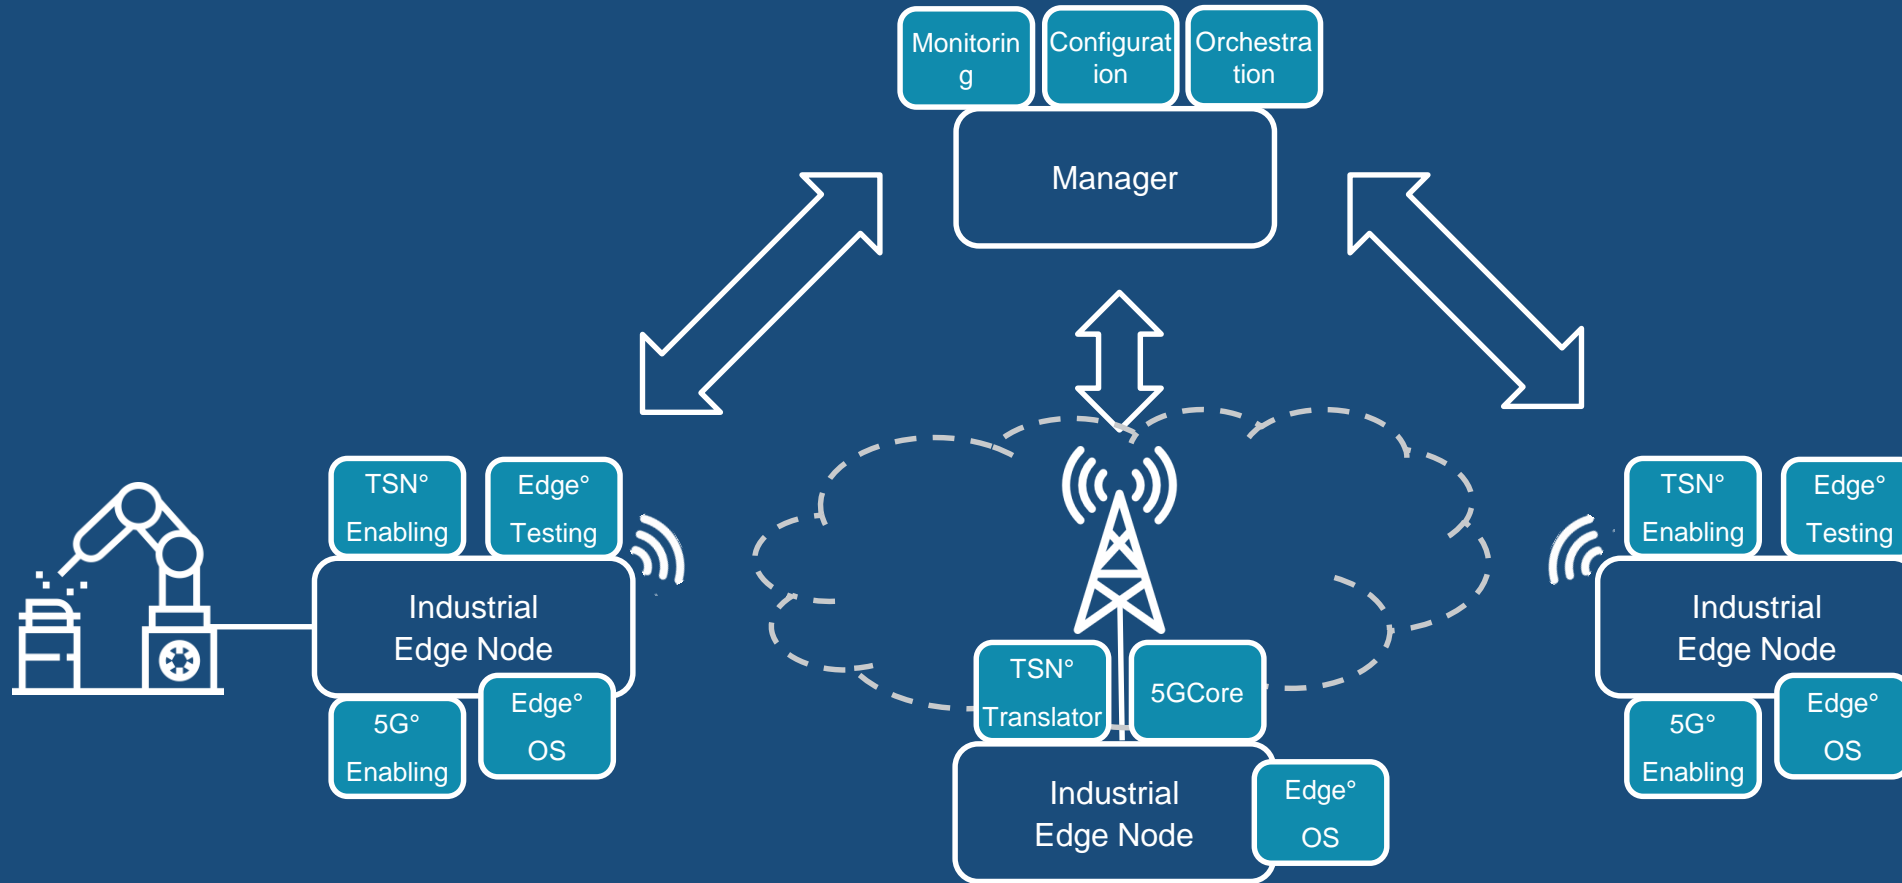 Monitorin
g
Configurat
ion
Orchestra
tion
Manager
TSN°
Enabling
Edge°
Testing
Industrial
Edge Node
5G°
Enabling
Edge°
OS
TSN°
Translator
5GCore
Industrial
Edge Node
Edge°
OS
TSN°
Enabling
Edge°
Testing
Industrial
Edge Node
5G°
Enabling
Edge°
OS